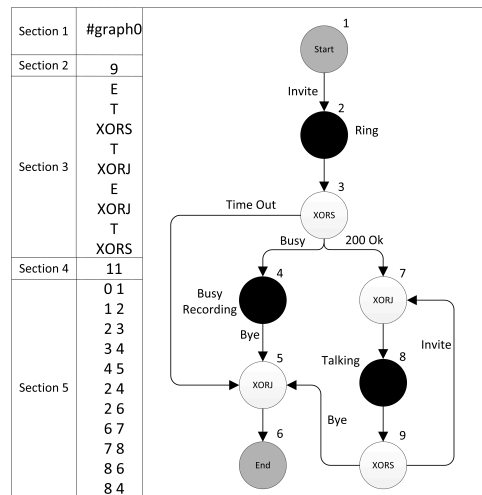 Section 1 #graph0
Section 2 9
Section 3
E
T
XORS
T
XORJ
E
XORJ
T
XORS
Section 4 11
Section 5
0 1
1 2
2 3
3 4
4 5
2 4
2 6
6 7
7 8
8 6
8 4
1
Start
Invite
2
Ring
3
XORS
Time Out
Busy
200 Ok
4
Busy
Recording
Bye
7
XORJ
Invite
5
XORJ
Talking
8
Bye
6
End
9
XORS